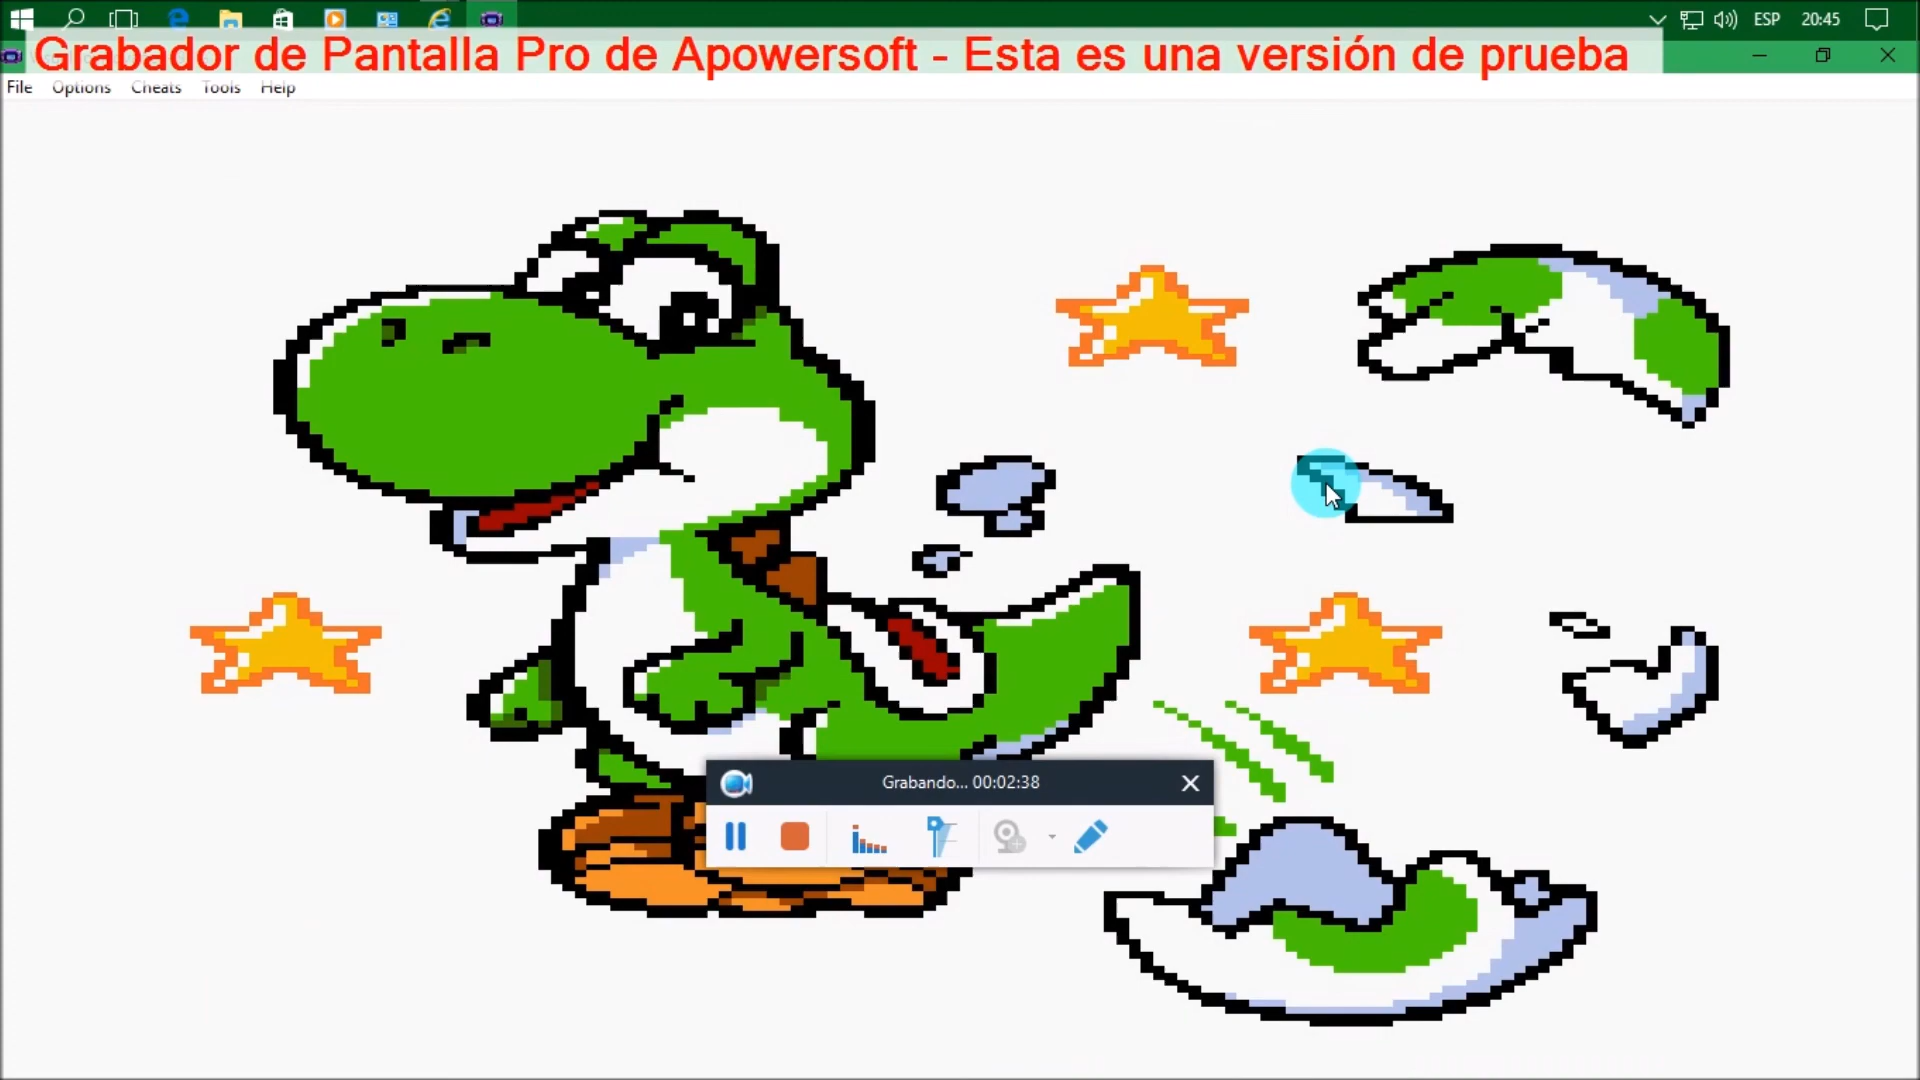 ESP 20:45
Grabador de Pantalla Pro de Apowersoft - Esta es una versión de prueba
File Options Cheats Tools Help
Grabando... 00:02:38